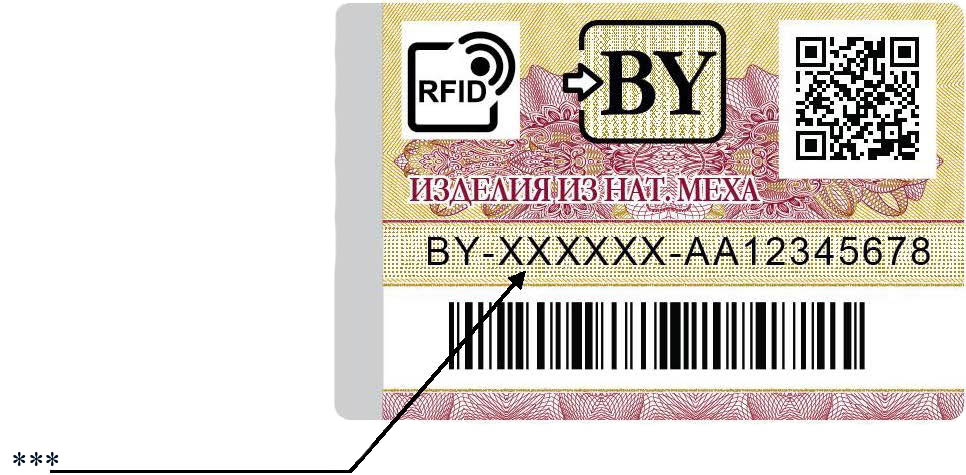 RFID
BY
ИЗДЕЛИЯ ИЗ НАТ. МЕХА
BY-XXXXXX-AA12345678
***